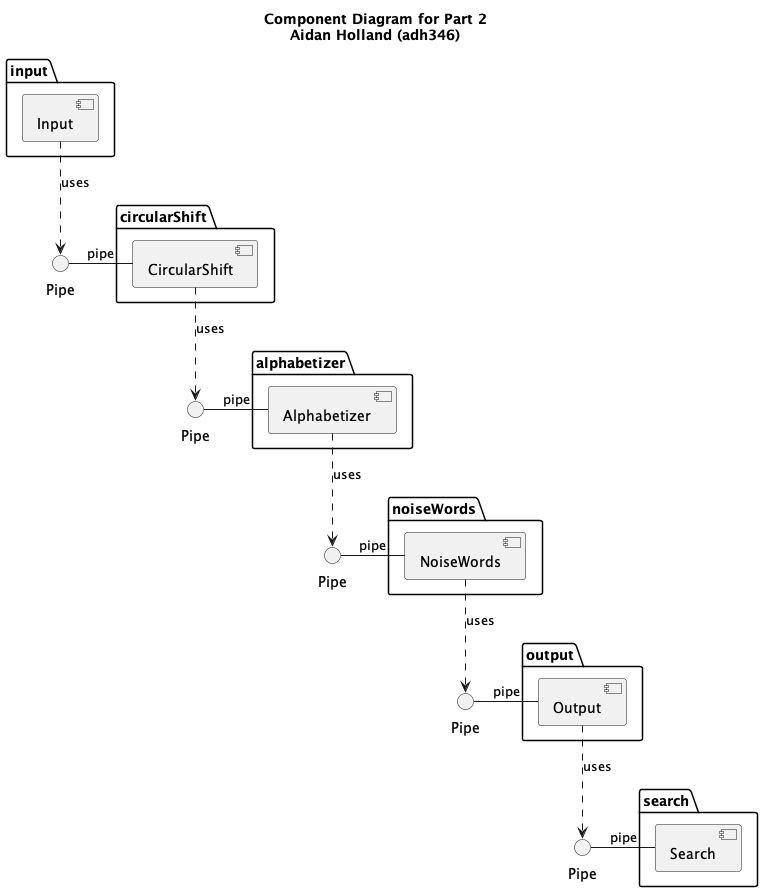 Component Diagram for Part 2
Aidan Holland (adh346)
input
Input
uses
circularShift
pipe
CircularShift
Pipe
uses
alphabetizer
pipe
Alphabetizer
Pipe
uses
noiseWords
pipe
NoiseWords
Pipe
uses
output
pipe
Output
Pipe
uses
search
pipe
Search
Pipe